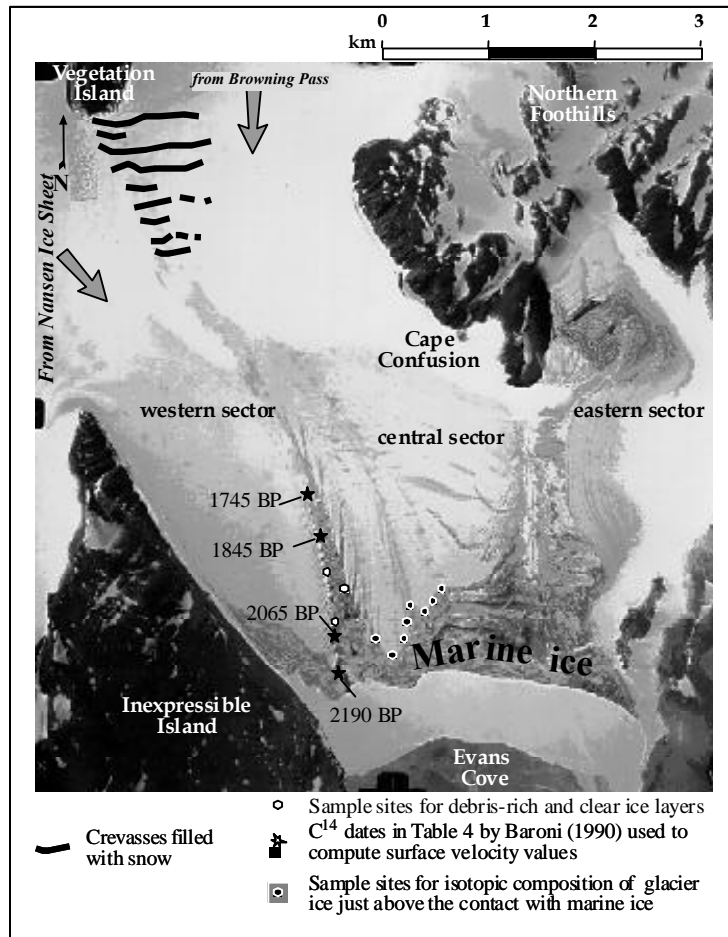 0 1 2 3
km
Vegetation
Island
from Browning Pass
Northern
Foothills
N
From Nansen Ice Sheet
Cape
Confusion
western sector
eastern sector
central sector
1745 BP
1845 BP
2065 BP
Marine ice
Inexpressible
Island
2190 BP
Evans
Cove
Sample sites for debris-rich and clear ice layers
Crevasses filled
with snow
C14 dates in Table 4 by Baroni (1990) used to
compute surface velocity values
Sample sites for isotopic composition of glacier
ice just above the contact with marine ice